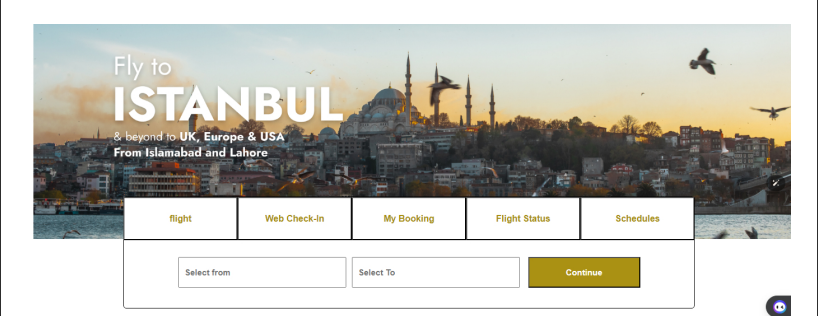 Fly to
ISTANBUL
& beyond to UK, Europe & USA
From Islamabad and Lahore
flight
Web Check-In
My Booking
Flight Status
Schedules
Select from
Select To
Continue